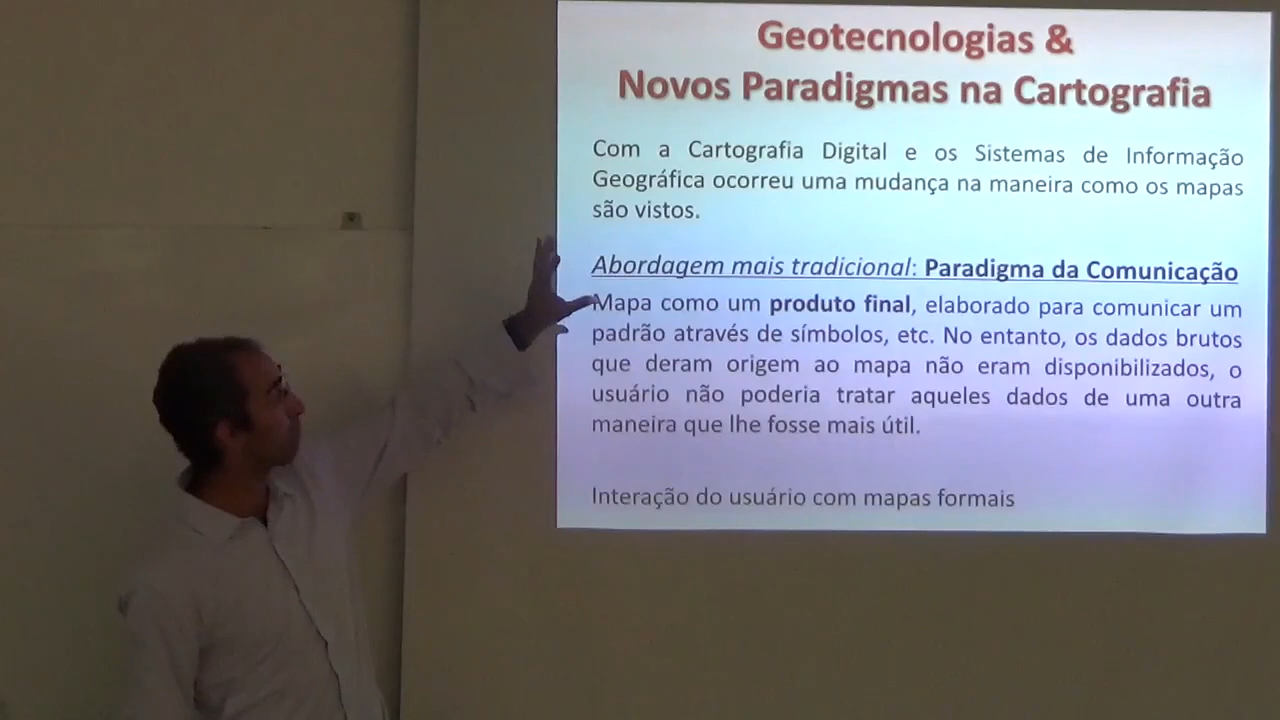 Geotecnologias &
Novos Paradigmas na Cartografia
Com a Cartografia Digital e os Sistemas de Informação
Geográfica ocorreu uma mudança na maneira como os mapas
são vistos.
Abordagem mais tradicional: Paradigma da Comunicação
Mapa como um produto final, elaborado para comunicar um
padrão através de símbolos, etc. No entanto, os dados brutos
que deram origem ao mapa não eram disponibilizados, o
usuário não poderia tratar aqueles dados de uma outra
maneira que lhe fosse mais útil.
Interação do usuário com mapas formais